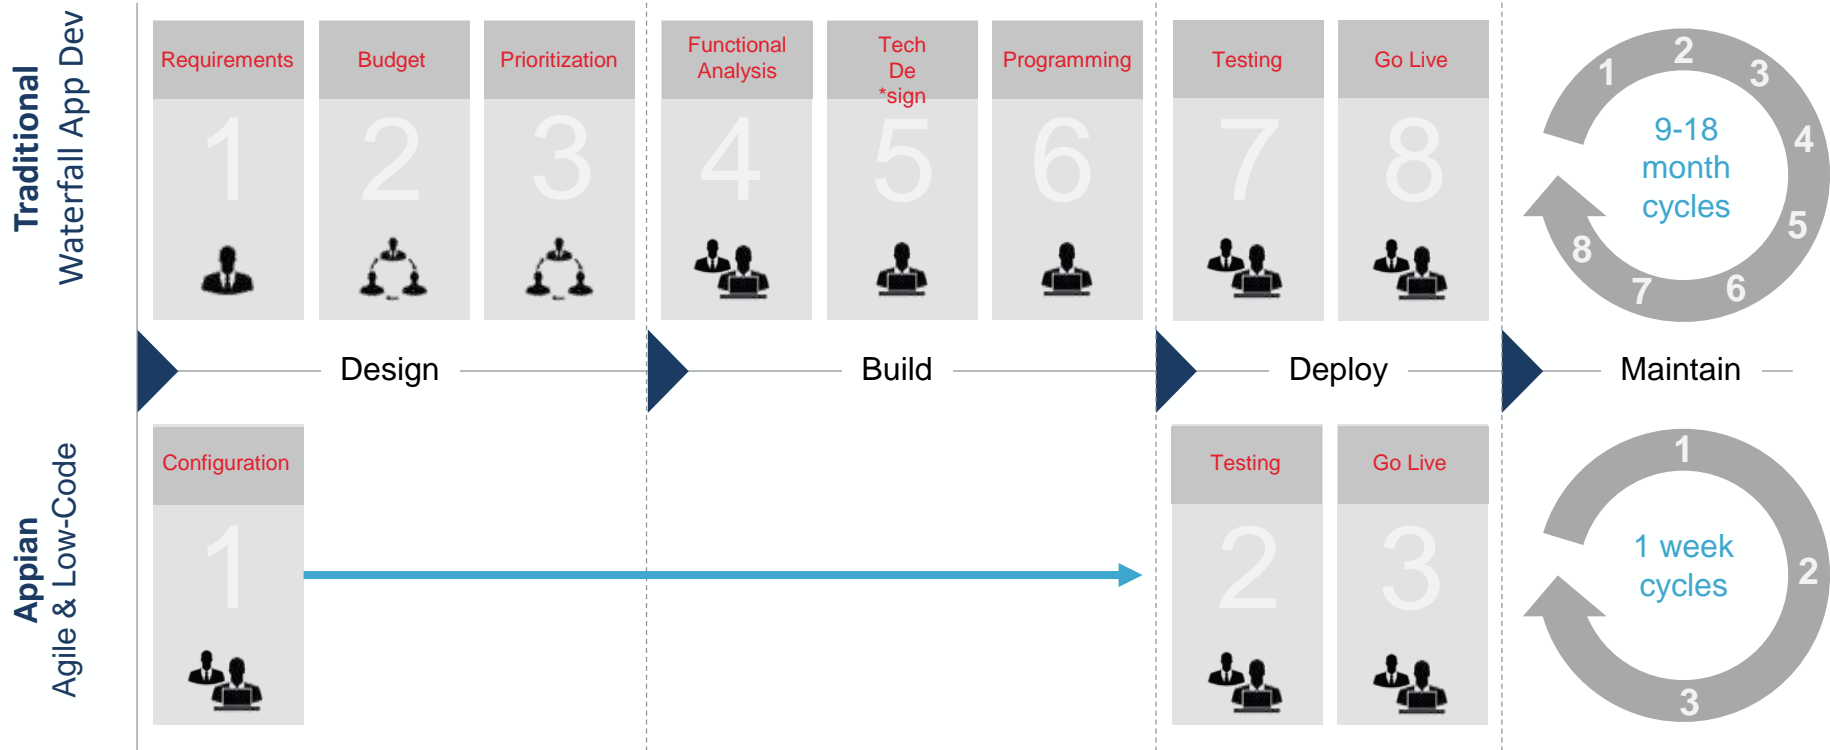 Traditional
Waterfall App Dev
Requirements
1
Budget
2
Prioritization
3
Functional
Analysis
4
Tech
De
*sign
5
Programming
6
Testing
7
Go Live
8
1
2
3
4
5
6
7
8
9-18
month
cycles
Design
Build
Deploy
Maintain
Appian
Agile & Low-Code
Configuration
1
Testing
2
Go Live
3
1
2
3
1 week
cycles